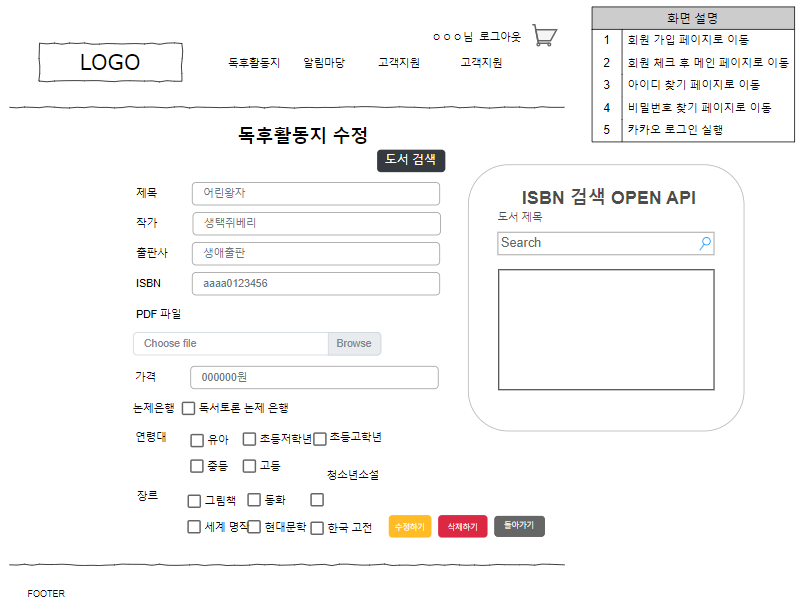 ㅇㅇㅇ님 로그아웃
LOGO
독후활동지 알림마당 고객지원 고객지원
화면 설명
1 회원 가입 페이지로 이동
2 회원 체크 후 메인 페이지로 이동
3 아이디 찾기 페이지로 이동
4 비밀번호 찾기 페이지로 이동
5 카카오 로그인 실행
독후활동지 수정
도서 검색
제목 어린왕자
작가 생택쥐베리
출판사 생애출판
ISBN aaaa0123456
PDF 파일
Choose file Browse
가격 000000원
논제은행 독서토론 논제 은행
연령대 유아 초등저학년 초등고학년
중등 고등
청소년소설
장르 그림책 동화
세계 명작 현대문학 한국 고전
수정하기 삭제하기 돌아가기
ISBN 검색 OPEN API
도서 제목
Search
FOOTER